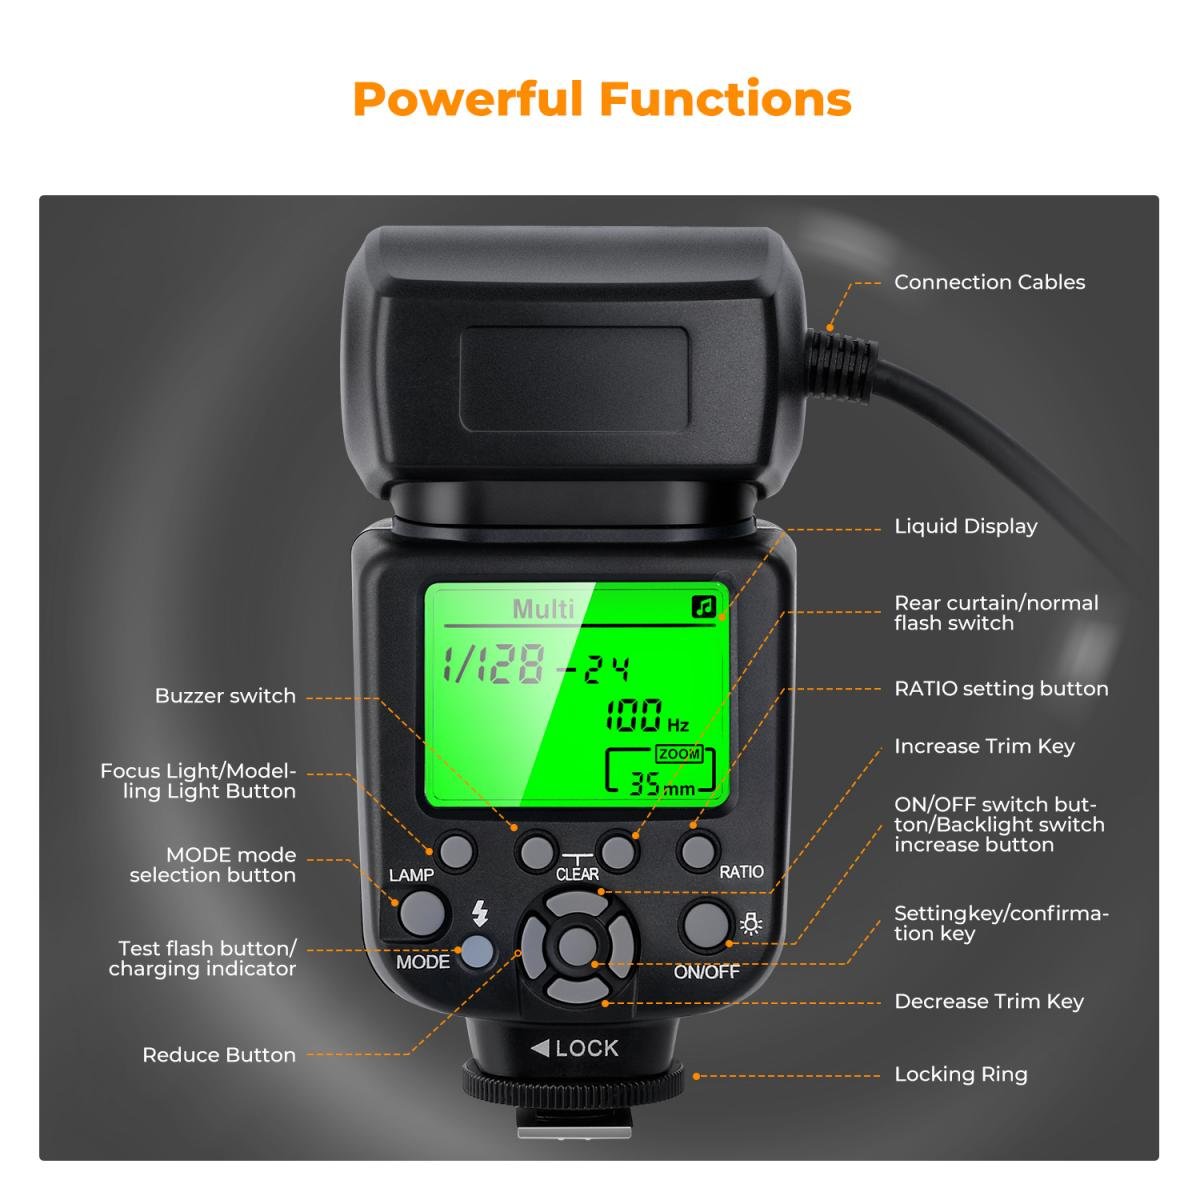 Powerful Functions
Connection Cables
Liquid Display
Rear curtain/normal
flash switch
RATIO setting button
Increase Trim Key
ON/OFF switch but-
ton/Backlight switch
increase button
Settingkey/confirma-
tion key
Decrease Trim Key
Locking Ring
Buzzer switch
Focus Light/Model-
ling Light Button
MODE mode
selection button
Test flash button/
charging indicator
Reduce Button
Multi
1/128 - 24
100 Hz
ZOOM
35mm
LAMP
CLEAR
RATIO
MODE
ON/OFF
◀LOCK